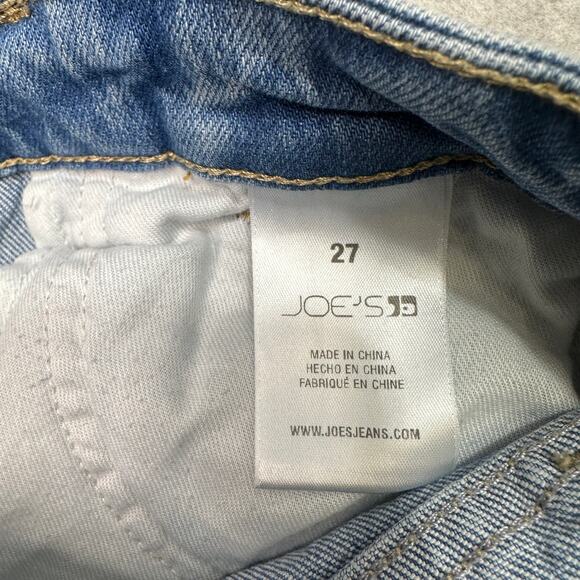 27
JOE'S
MADE IN CHINA
HECHO EN CHINA
FABRIQUÉ EN CHINE
WWW.JOESJEANS.COM